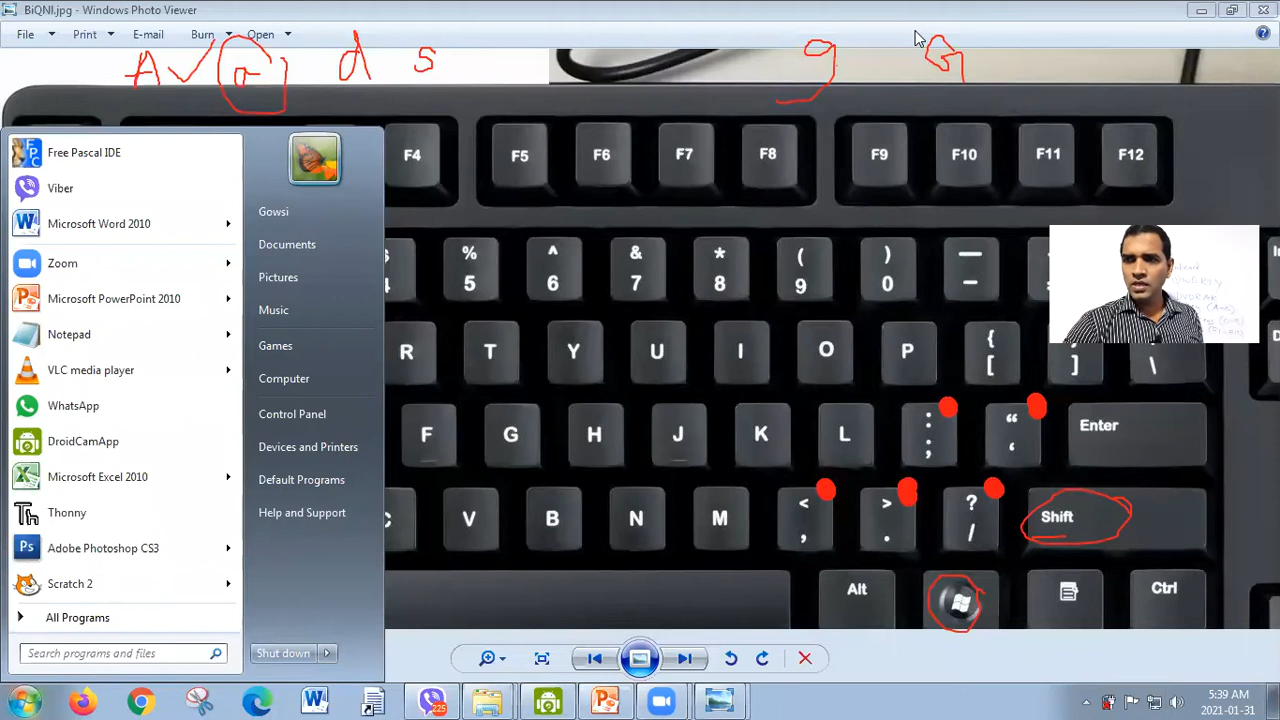 BiQNI.jpg - Windows Photo Viewer
File Print E-mail Burn Open
A a d s g G
Free Pascal IDE
Viber
Microsoft Word 2010
Zoom
Microsoft PowerPoint 2010
Notepad
VLC media player
WhatsApp
DroidCamApp
Microsoft Excel 2010
Thonny
Adobe Photoshop CS3
Scratch 2
All Programs
Search programs and files
Gowsi
Documents
Pictures
Music
Games
Computer
Control Panel
Devices and Printers
Default Programs
Help and Support
Shut down
F4 F5 F6 F7 F8 F9 F10 F11 F12
% ^ & * ( ) —
4 5 6 7 8 9 0 -
R T Y U I O P { [ ] \
F G H J K L : ; “ ‘ Enter
C V B N M < , > . ? / Shift
Alt Ctrl
QWERTY
DVORAK
225
5:39 AM
2021-01-31